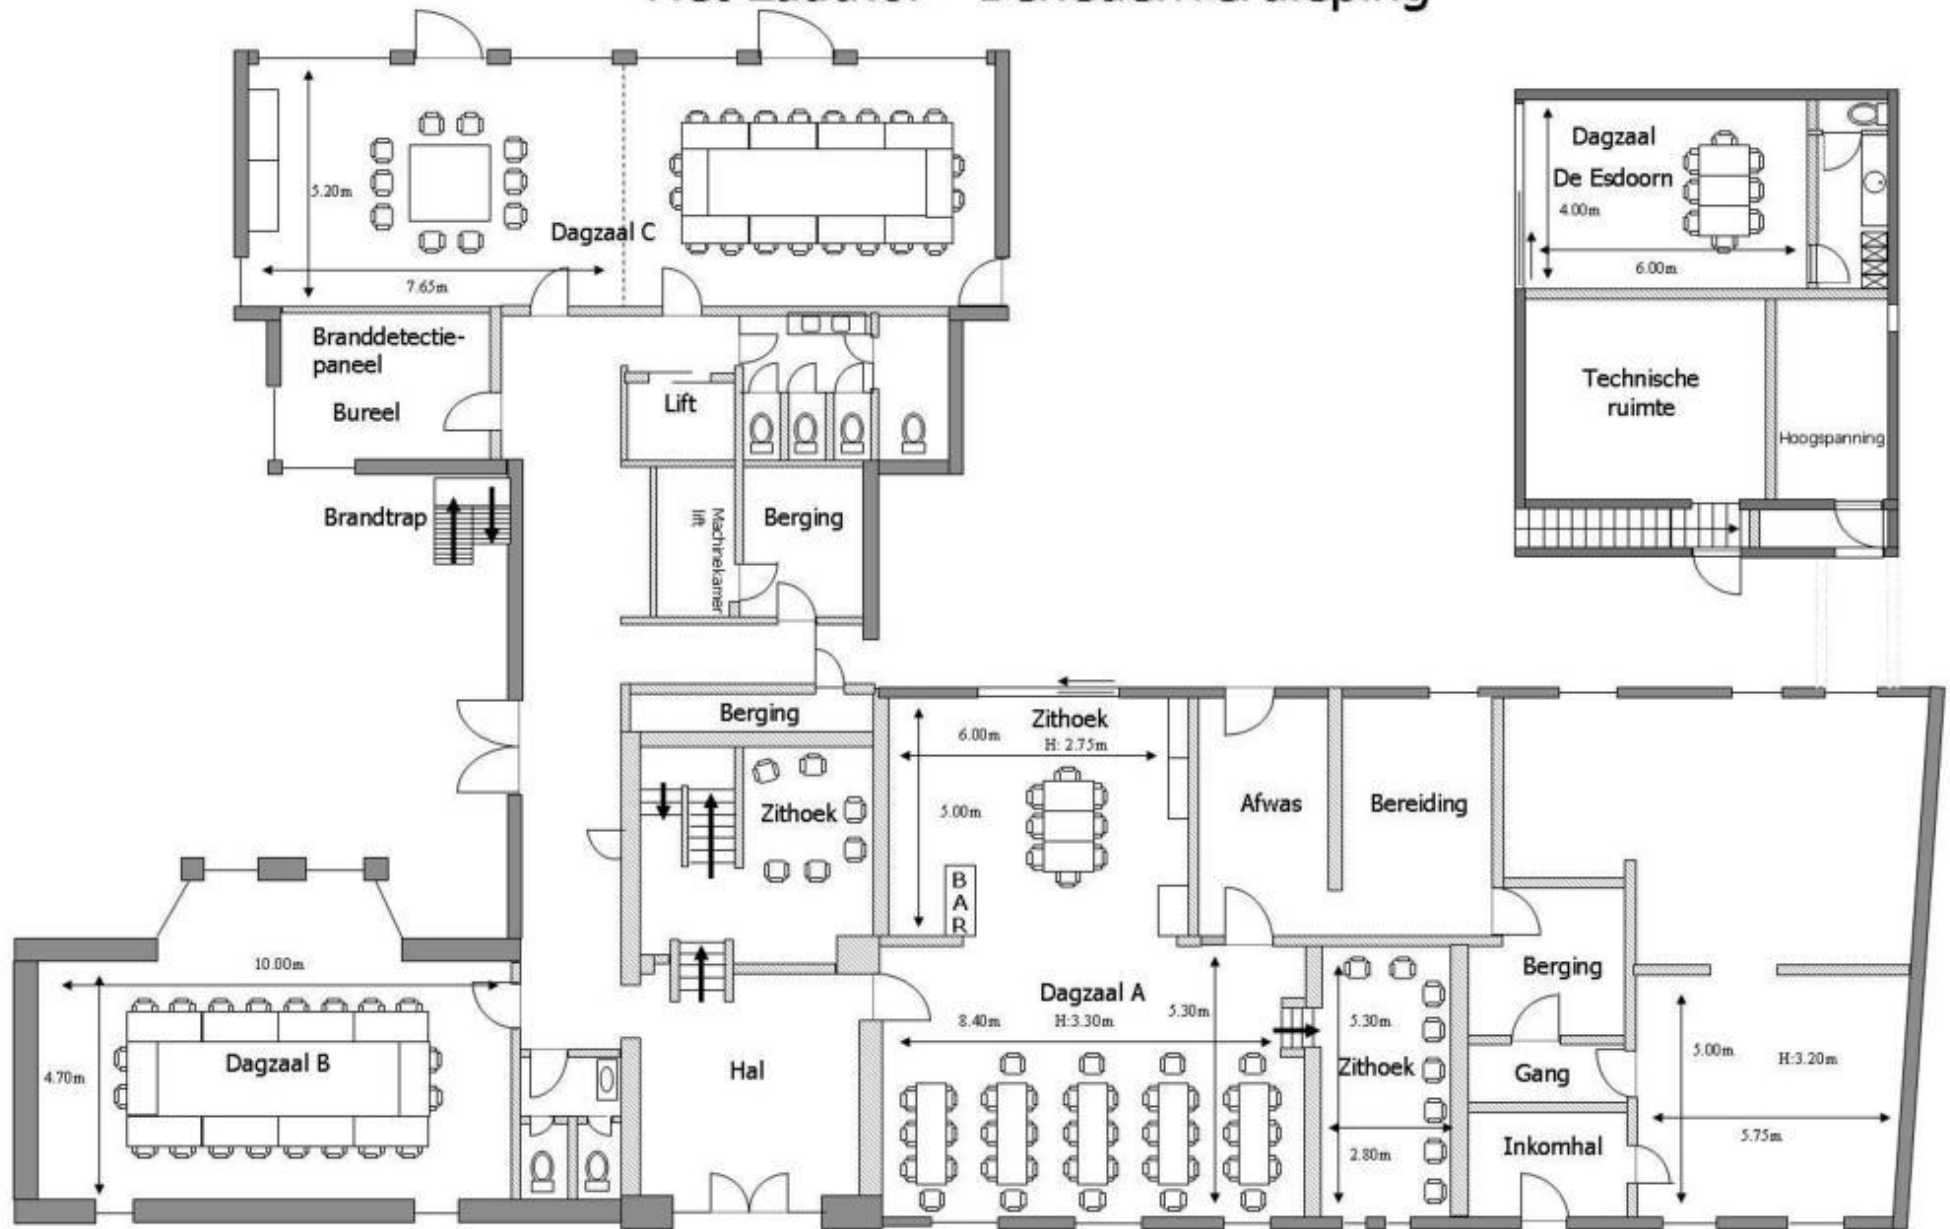 5.20m
Dagzaal C
7.65m
Dagzaal
De Esdoorn
4.00m
6.00m
Branddetectie-
paneel
Bureel
Lift
Technische
ruimte
Hoogspanning
Brandtrap
Machinekamer
lift
Berging
Berging
Zithoek
6.00m
H: 2.75m
Zithoek
5.00m
Afwas
Bereiding
BAR
10.00m
Dagzaal B
4.70m
Hal
Dagzaal A
8.40m
H:3.30m
5.30m
5.30m
Zithoek
2.80m
Berging
Gang
Inkomhal
5.00m
H:3.20m
5.75m